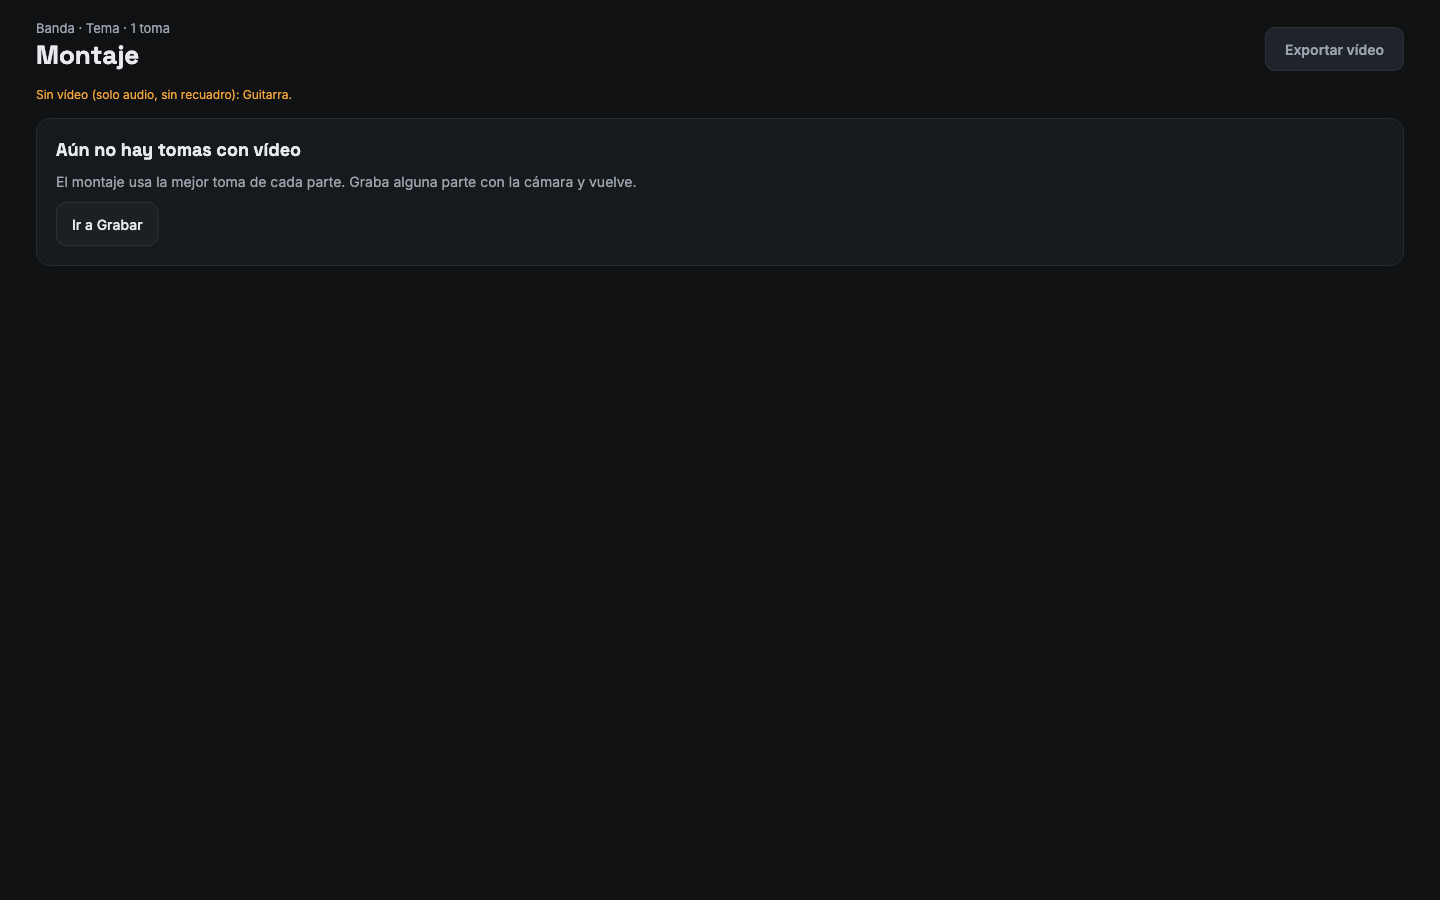 Banda · Tema · 1 toma
Montaje
Exportar vídeo
Sin vídeo (solo audio, sin recuadro): Guitarra.
Aún no hay tomas con vídeo
El montaje usa la mejor toma de cada parte. Graba alguna parte con la cámara y vuelve.
Ir a Grabar